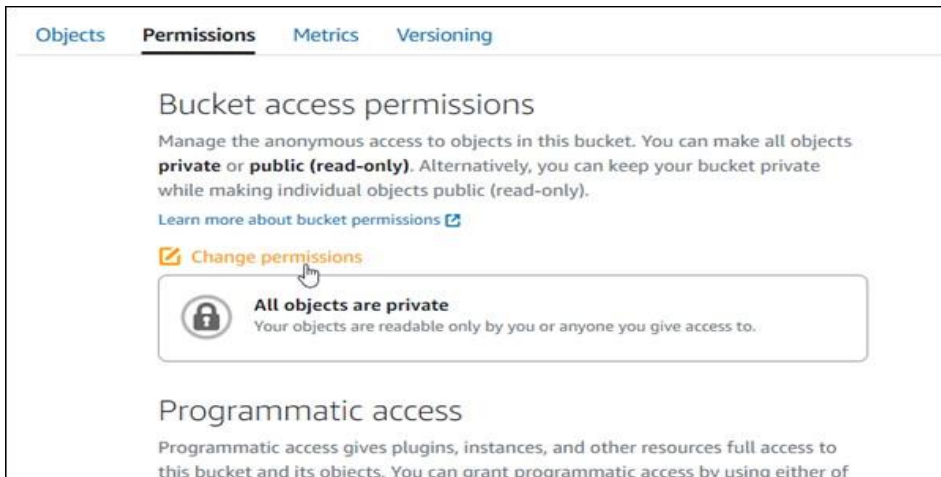 Objects Permissions Metrics Versioning
Bucket access permissions
Manage the anonymous access to objects in this bucket. You can make all objects
private or public (read-only). Alternatively, you can keep your bucket private
while making individual objects public (read-only).
Learn more about bucket permissions
Change permissions
All objects are private
Your objects are readable only by you or anyone you give access to.
Programmatic access
Programmatic access gives plugins, instances, and other resources full access to
this bucket and its objects. You can grant programmatic access by using either of